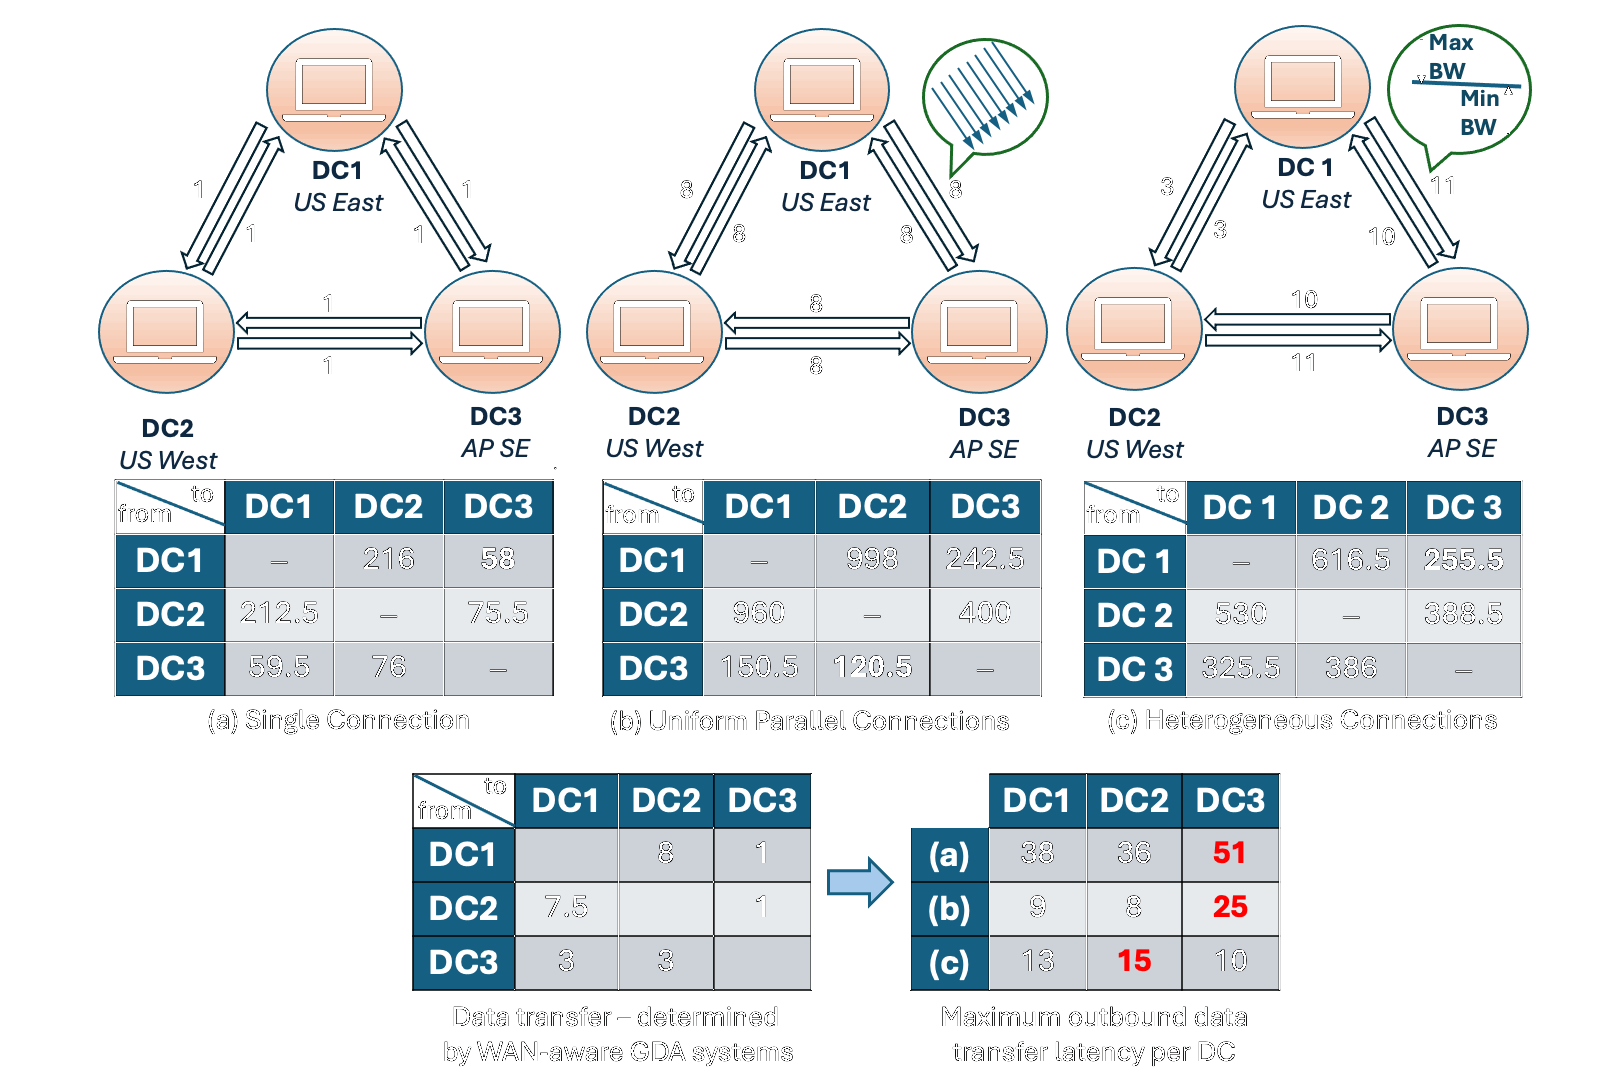 DC1
US East
1
1
1
1
1
1
DC2
US West
DC3
AP SE
DC1
US East
8
8
8
8
8
8
DC2
US West
DC3
AP SE
Max
BW
Min
BW
DC 1
US East
3
3
11
10
10
11
DC2
US West
DC3
AP SE
to
from
DC1 DC2 DC3
DC1 – 216 58
DC2 212.5 – 75.5
DC3 59.5 76 –
(a) Single Connection
to
from
DC1 DC2 DC3
DC1 – 998 242.5
DC2 960 – 400
DC3 150.5 120.5 –
(b) Uniform Parallel Connections
to
from
DC 1 DC 2 DC 3
DC 1 – 616.5 255.5
DC 2 530 – 388.5
DC 3 325.5 386 –
(c) Heterogeneous Connections
to
from
DC1 DC2 DC3
DC1 8 1
DC2 7.5 1
DC3 3 3
Data transfer – determined
by WAN-aware GDA systems
DC1 DC2 DC3
(a) 38 36 51
(b) 9 8 25
(c) 13 15 10
Maximum outbound data
transfer latency per DC